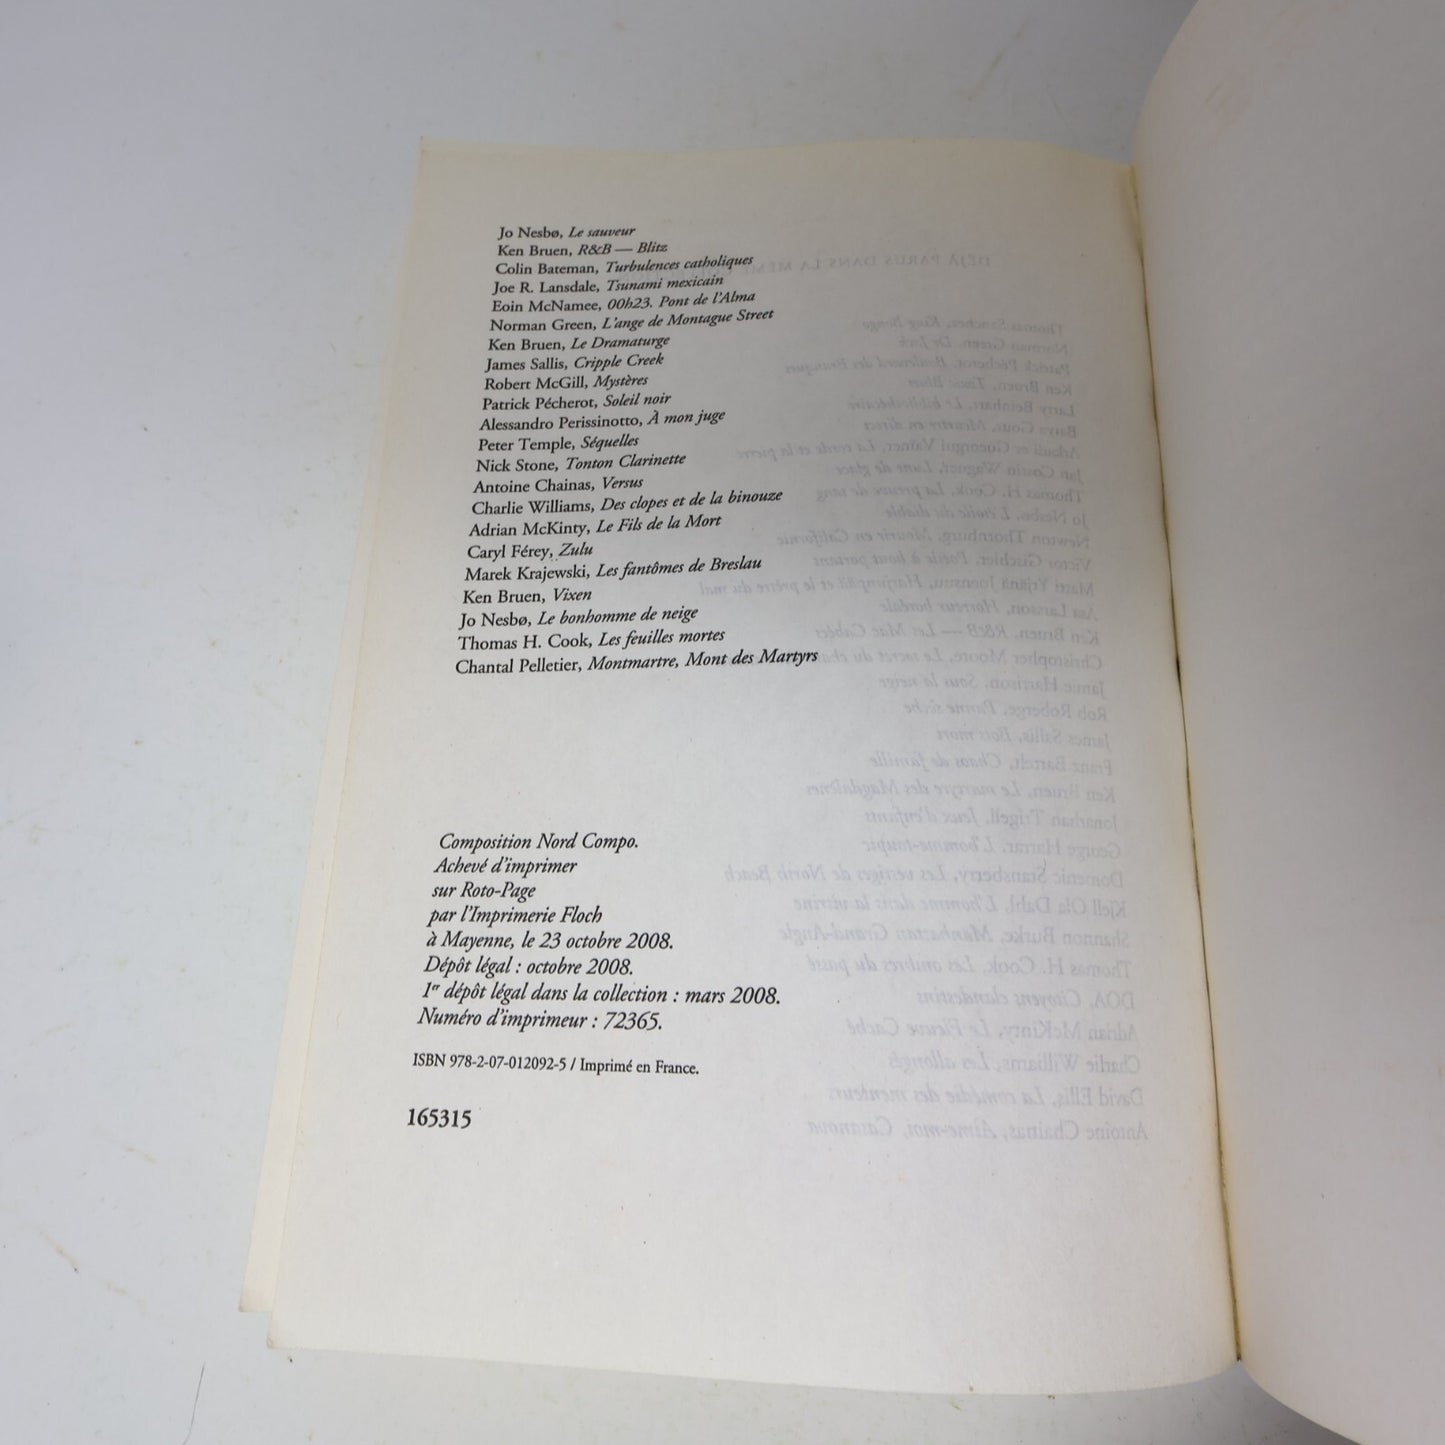 Jo Nesbø, Le sauveur
Ken Bruen, R&B — Blitz
Colin Bateman, Turbulences catholiques
Joe R. Lansdale, Tsunami mexicain
Eoin McNamee, 00h23. Pont de l'Alma
Norman Green, L'ange de Montague Street
Ken Bruen, Le Dramaturge
James Sallis, Cripple Creek
Robert McGill, Mystères
Patrick Pécherot, Soleil noir
Alessandro Perissinotto, À mon juge
Peter Temple, Séquelles
Nick Stone, Tonton Clarinette
Antoine Chainas, Versus
Charlie Williams, Des clopes et de la binouze
Adrian McKinty, Le Fils de la Mort
Caryl Férey, Zulu
Marek Krajewski, Les fantômes de Breslau
Ken Bruen, Vixen
Jo Nesbø, Le bonhomme de neige
Thomas H. Cook, Les feuilles mortes
Chantal Pelletier, Montmartre, Mont des Martyrs
Composition Nord Compo.
Achevé d'imprimer
sur Roto-Page
par l'Imprimerie Floch
à Mayenne, le 23 octobre 2008.
Dépôt légal : octobre 2008.
1er dépôt légal dans la collection : mars 2008.
Numéro d'imprimeur : 72365.
ISBN 978-2-07-012092-5 / Imprimé en France.
165315